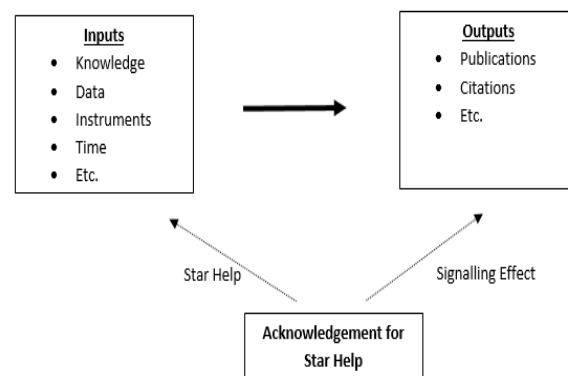 Inputs
• Knowledge
• Data
• Instruments
• Time
• Etc.
Outputs
• Publications
• Citations
• Etc.
Star Help
Signalling Effect
Acknowledgement for
Star Help